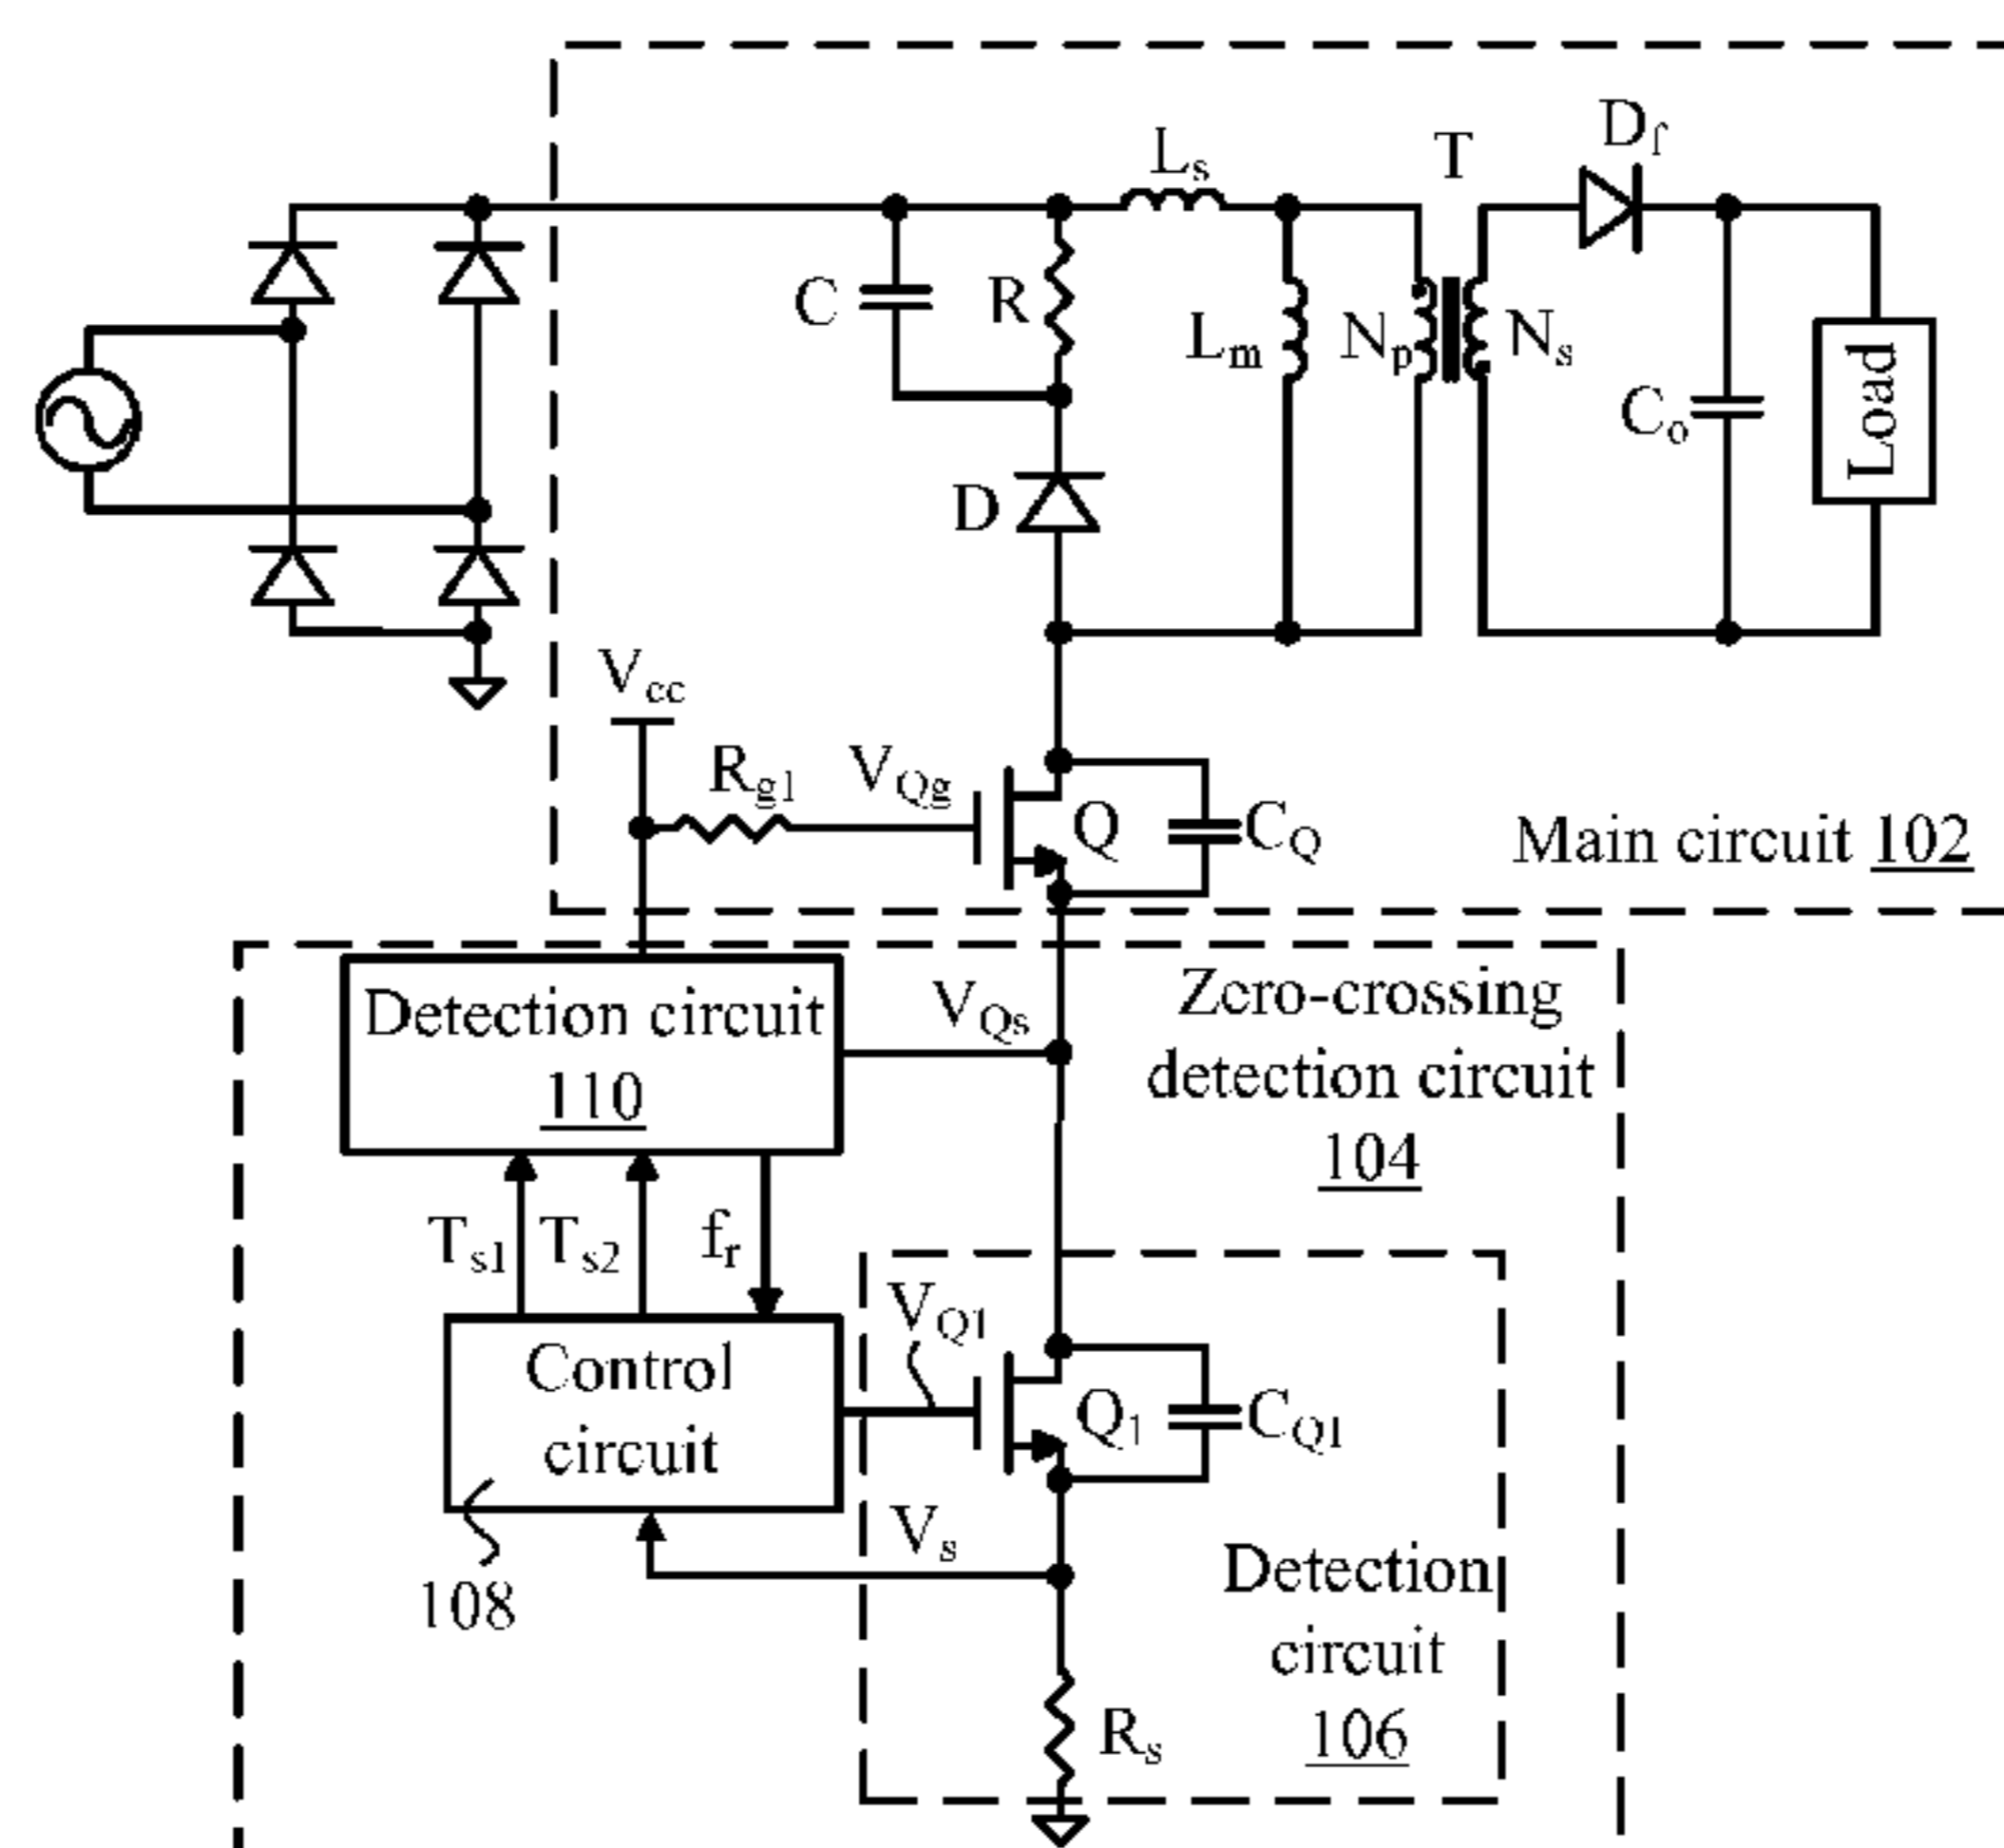 Df
T
Ls
C
R
Lm
Np
Ns
Co
Load
D
Vcc
Rg1
VQg
Q
CQ
Main circuit 102
Detection circuit
110
VQs
Zero-crossing
detection circuit
104
Ts1
Ts2
fr
VQ1
Control
circuit
Q1
CQ1
Vs
108
Detection
circuit
106
Rs